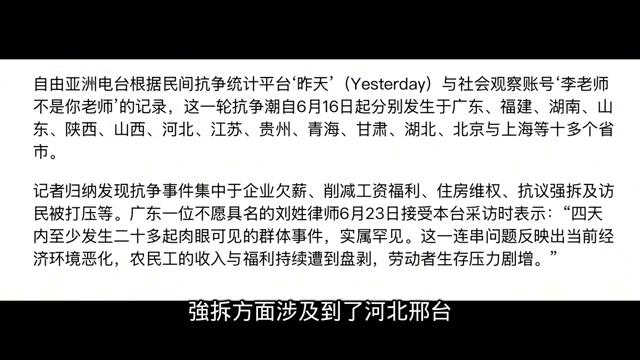 自由亚洲电台根据民间抗争统计平台‘昨天’（Yesterday）与社会观察账号‘李老师
不是你老师’的记录，这一轮抗争潮自6月16日起分别发生于广东、福建、湖南、山
东、陕西、山西、河北、江苏、贵州、青海、甘肃、湖北、北京与上海等十多个省
市。
记者归纳发现抗争事件集中于企业欠薪、削减工资福利、住房维权、抗议强拆及访
民被打压等。广东一位不愿具名的刘姓律师6月23日接受本台采访时表示：“四天
内至少发生二十多起肉眼可见的群体事件，实属罕见。这一连串问题反映出当前经
济环境恶化，农民工的收入与福利持续遭到盘剥，劳动者生存压力剧增。”
強拆方面涉及到了河北邢台